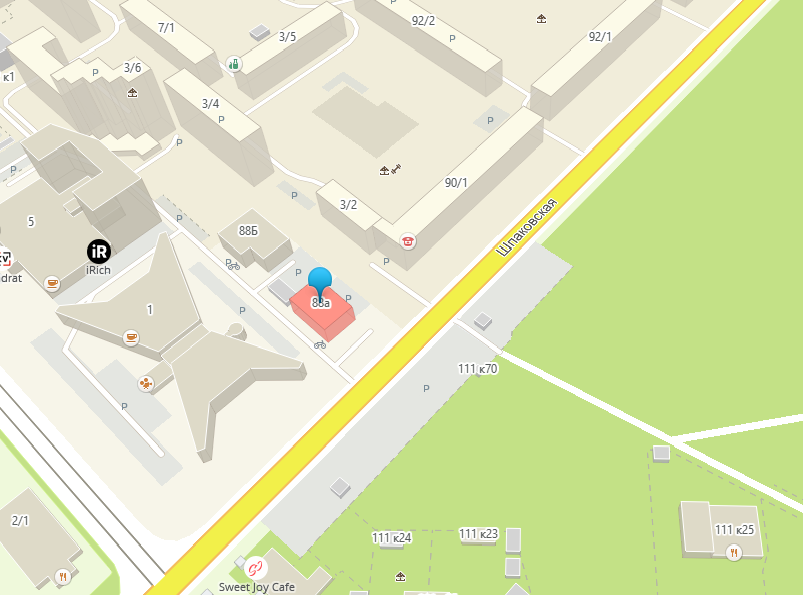 92/2
7/1
92/1
3/5
P
P
к1
3/6
P
3/4
P
P
P
P
90/1
P
3/2
P
5
88Б
Шпаковская
iR
iRich
P
P
P
88а
drat
1
P
111 к70
P
P
2/1
111 к24
111 к23
111 к25
Sweet Joy Cafe